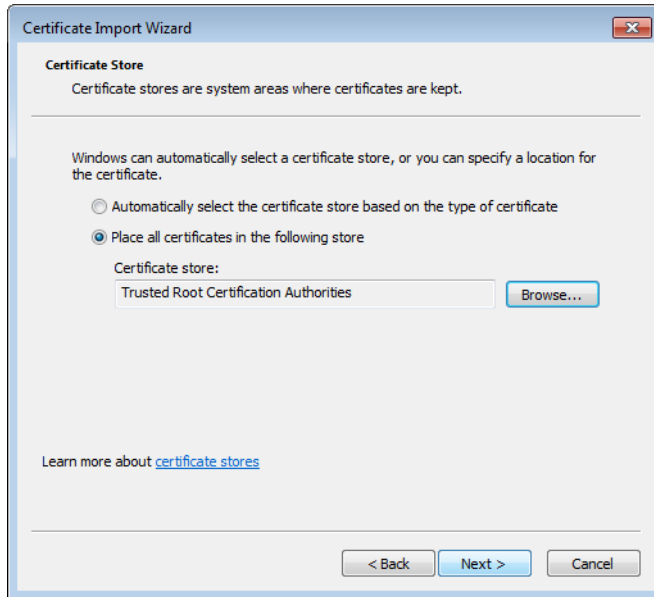 Certificate Import Wizard
Certificate Store
Certificate stores are system areas where certificates are kept.
Windows can automatically select a certificate store, or you can specify a location for
the certificate.
Automatically select the certificate store based on the type of certificate
Place all certificates in the following store
Certificate store:
Trusted Root Certification Authorities
Browse...
Learn more about certificate stores
< Back
Next >
Cancel